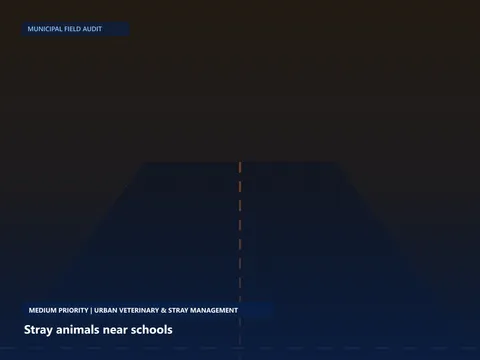 MUNICIPAL FIELD AUDIT
MEDIUM PRIORITY | URBAN VETERINARY & STRAY MANAGEMENT
Stray animals near schools